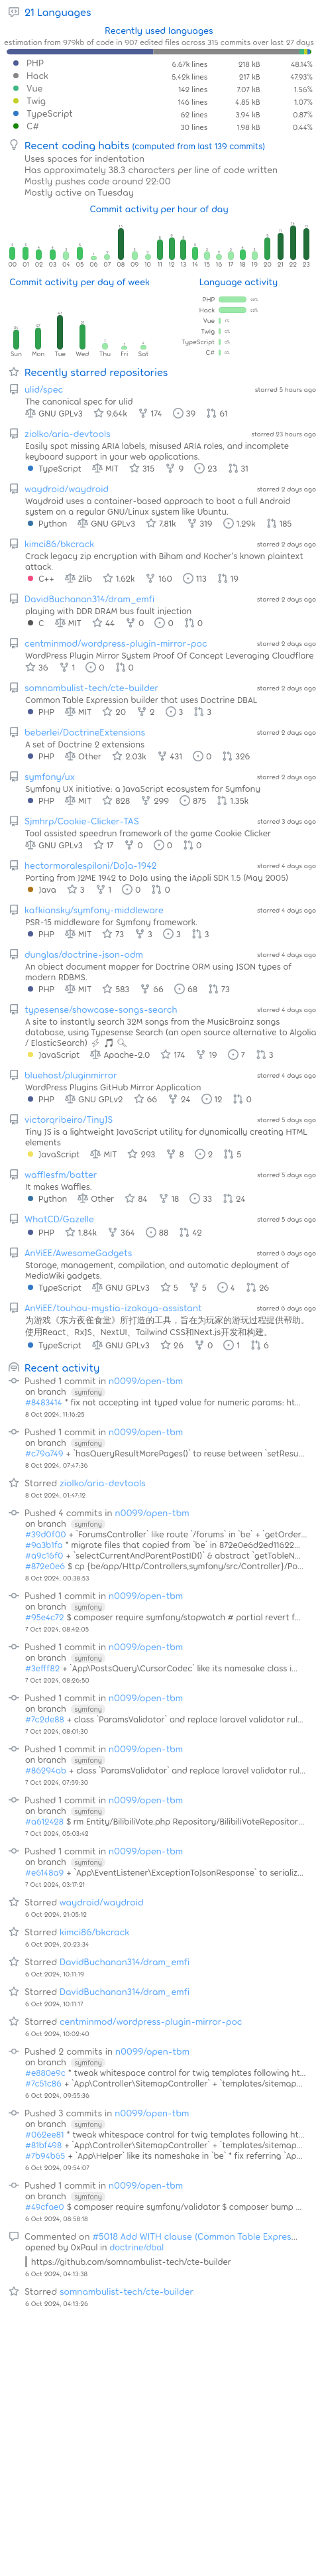 21 Languages
Recently used languages
estimation from 979kb of code in 907 edited files across 315 commits over last 27 days
PHP 6.67k lines 218 kB 48.14%
Hack 5.42k lines 217 kB 47.93%
Vue 142 lines 7.07 kB 1.56%
Twig 146 lines 4.85 kB 1.07%
TypeScript 62 lines 3.94 kB 0.87%
C# 30 lines 1.98 kB 0.44%
Recent coding habits (computed from last 139 commits)
Uses spaces for indentation
Has approximately 38.3 characters per line of code written
Mostly pushes code around 22:00
Mostly active on Tuesday
Commit activity per hour of day
00 01 02 03 04 05 06 07 08 09 10 11 12 13 14 15 16 17 18 19 20 21 22 23
Commit activity per day of week
Sun Mon Tue Wed Thu Fri Sat
Language activity
PHP
Hack
Vue
Twig
TypeScript
C#
Recently starred repositories
ulid/spec starred 5 hours ago
The canonical spec for ulid
GNU GPLv3 9.64k 174 39 61
ziolko/aria-devtools starred 23 hours ago
Easily spot missing ARIA labels, misused ARIA roles, and incomplete
keyboard support in your web applications.
TypeScript MIT 315 9 23 31
waydroid/waydroid starred 2 days ago
Waydroid uses a container-based approach to boot a full Android
system on a regular GNU/Linux system like Ubuntu.
Python GNU GPLv3 7.81k 319 1.29k 185
kimci86/bkcrack starred 2 days ago
Crack legacy zip encryption with Biham and Kocher's known plaintext
attack.
C++ Zlib 1.62k 160 113 19
DavidBuchanan314/dram_emfi starred 2 days ago
playing with DDR DRAM bus fault injection
C MIT 44 0 0 0
centminmod/wordpress-plugin-mirror-poc starred 2 days ago
WordPress Plugin Mirror System Proof Of Concept Leveraging Cloudflare
36 1 0 0
somnambulist-tech/cte-builder starred 2 days ago
Common Table Expression builder that uses Doctrine DBAL
PHP MIT 20 2 3 3
beberlei/DoctrineExtensions starred 2 days ago
A set of Doctrine 2 extensions
PHP Other 2.03k 431 0 326
symfony/ux starred 2 days ago
Symfony UX initiative: a JavaScript ecosystem for Symfony
PHP MIT 828 299 875 1.35k
Sjmhrp/Cookie-Clicker-TAS starred 3 days ago
Tool assisted speedrun framework of the game Cookie Clicker
GNU GPLv3 17 0 0 0
hectormoralespiloni/DoJa-1942 starred 4 days ago
Porting from J2ME 1942 to DoJa using the iAppli SDK 1.5 (May 2005)
Java 3 1 0 0
kafkiansky/symfony-middleware starred 4 days ago
PSR-15 middleware for Symfony framework.
PHP MIT 73 3 3 3
dunglas/doctrine-json-odm starred 4 days ago
An object document mapper for Doctrine ORM using JSON types of
modern RDBMS.
PHP MIT 583 66 68 73
typesense/showcase-songs-search starred 4 days ago
A site to instantly search 32M songs from the MusicBrainz songs
database, using Typesense Search (an open source alternative to Algolia
/ ElasticSearch) ⚡ 🎵 🔍
JavaScript Apache-2.0 174 19 7 3
bluehost/pluginmirror starred 4 days ago
WordPress Plugins GitHub Mirror Application
PHP GNU GPLv2 66 24 12 0
victorqribeiro/TinyJS starred 5 days ago
Tiny JS is a lightweight JavaScript utility for dynamically creating HTML
elements
JavaScript MIT 293 8 2 5
wafflesfm/batter starred 5 days ago
It makes Waffles.
Python Other 84 18 33 24
WhatCD/Gazelle starred 5 days ago
PHP 1.84k 364 88 42
AnYiEE/AwesomeGadgets starred 6 days ago
Storage, management, compilation, and automatic deployment of
MediaWiki gadgets.
TypeScript GNU GPLv3 5 5 4 26
AnYiEE/touhou-mystia-izakaya-assistant starred 6 days ago
为游戏《东方夜雀食堂》所打造的工具，旨在为玩家的游玩过程提供帮助。
使用React、RxJS、NextUI、Tailwind CSS和Next.js开发和构建。
TypeScript GNU GPLv3 26 0 1 6
Recent activity
Pushed 1 commit in n0099/open-tbm
on branch symfony
#8483414 * fix not accepting int typed value for numeric params: ht...
8 Oct 2024, 11:16:25
Pushed 1 commit in n0099/open-tbm
on branch symfony
#c79a749 + `hasQueryResultMorePages()` to reuse between `setResu...
8 Oct 2024, 07:47:36
Starred ziolko/aria-devtools
8 Oct 2024, 01:47:12
Pushed 4 commits in n0099/open-tbm
on branch symfony
#39d0f00 + `ForumsController` like route `/forums` in `be` + `getOrder...
#9a3b1fa * migrate files that copied from `be` in 872e0e6d2ed11622...
#a9c16f0 + `selectCurrentAndParentPostID()` & abstract `getTableN...
#872e0e6 $ cp {be/app/Http/Controllers,symfony/src/Controller}/Po...
8 Oct 2024, 00:38:53
Pushed 1 commit in n0099/open-tbm
on branch symfony
#95e4c72 $ composer require symfony/stopwatch # partial revert f...
7 Oct 2024, 08:42:05
Pushed 1 commit in n0099/open-tbm
on branch symfony
#3efff82 + `App\PostsQuery\CursorCodec` like its namesake class i...
7 Oct 2024, 08:26:50
Pushed 1 commit in n0099/open-tbm
on branch symfony
#7c2de88 + class `ParamsValidator` and replace laravel validator rul...
7 Oct 2024, 08:01:30
Pushed 1 commit in n0099/open-tbm
on branch symfony
#86294ab + class `ParamsValidator` and replace laravel validator rul...
7 Oct 2024, 07:59:30
Pushed 1 commit in n0099/open-tbm
on branch symfony
#a612428 $ rm Entity/BilibiliVote.php Repository/BilibiliVoteRepositor...
7 Oct 2024, 05:03:42
Pushed 1 commit in n0099/open-tbm
on branch symfony
#e6148a9 + `App\EventListener\ExceptionToJsonResponse` to serializ...
7 Oct 2024, 03:17:21
Starred waydroid/waydroid
6 Oct 2024, 21:05:12
Starred kimci86/bkcrack
6 Oct 2024, 20:23:34
Starred DavidBuchanan314/dram_emfi
6 Oct 2024, 10:11:19
Starred DavidBuchanan314/dram_emfi
6 Oct 2024, 10:11:17
Starred centminmod/wordpress-plugin-mirror-poc
6 Oct 2024, 10:02:40
Pushed 2 commits in n0099/open-tbm
on branch symfony
#e880e9c * tweak whitespace control for twig templates following ht...
#7c51c86 + `App\Controller\SitemapController` + `templates/sitemap...
6 Oct 2024, 09:55:36
Pushed 3 commits in n0099/open-tbm
on branch symfony
#062ee81 * tweak whitespace control for twig templates following ht...
#81bf498 + `App\Controller\SitemapController` + `templates/sitemap...
#7b94b65 + `App\Helper` like its nameshake in `be` * fix referring `Ap...
6 Oct 2024, 09:54:07
Pushed 1 commit in n0099/open-tbm
on branch symfony
#49cfae0 $ composer require symfony/validator $ composer bump ...
6 Oct 2024, 08:58:18
Commented on #5018 Add WITH clause (Common Table Expres...
opened by 0xPaul in doctrine/dbal
https://github.com/somnambulist-tech/cte-builder
6 Oct 2024, 04:13:38
Starred somnambulist-tech/cte-builder
6 Oct 2024, 04:13:26